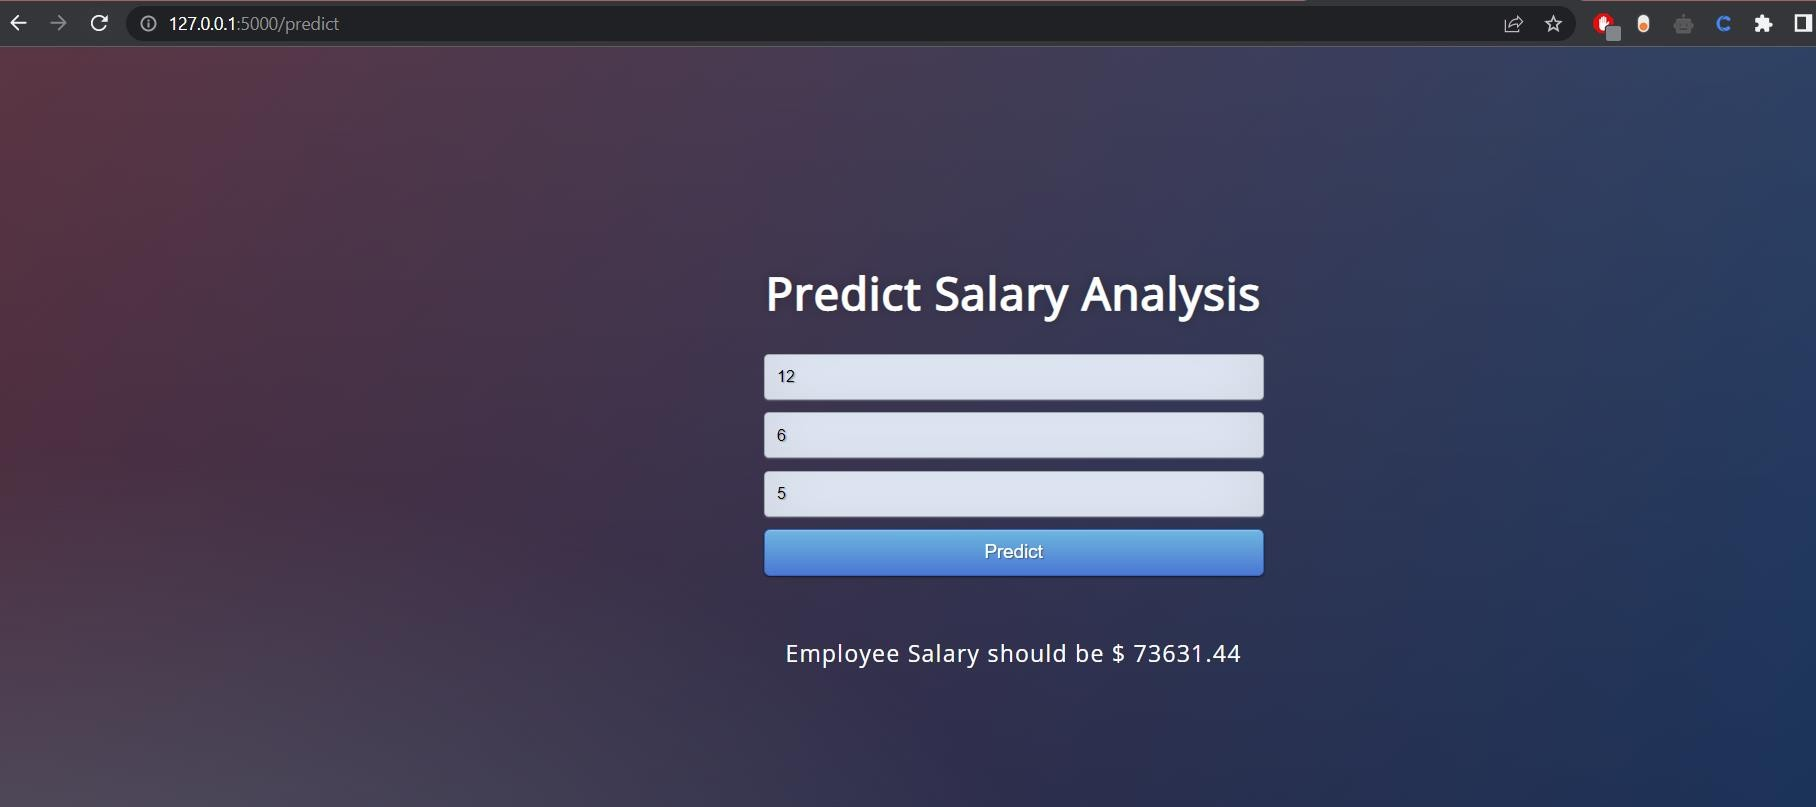 127.0.0.1:5000/predict
Predict Salary Analysis
12
6
5
Predict
Employee Salary should be $ 73631.44